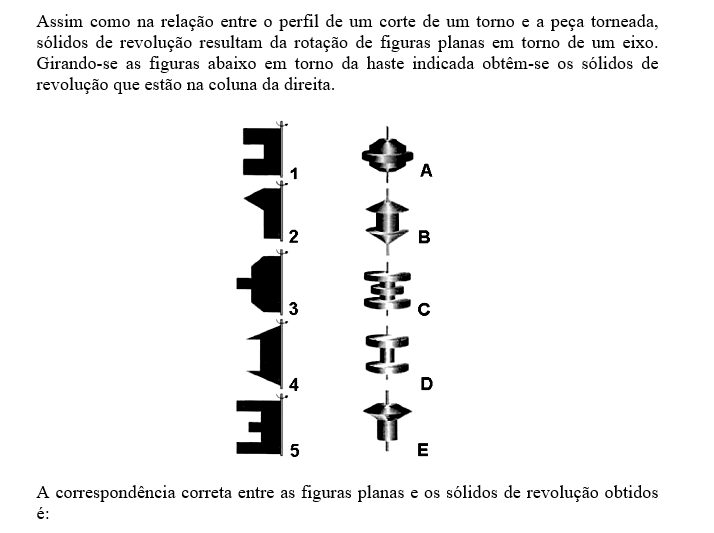 Assim como na relação entre o perfil de um corte de um torno e a peça torneada,
sólidos de revolução resultam da rotação de figuras planas em torno de um eixo.
Girando-se as figuras abaixo em torno da haste indicada obtêm-se os sólidos de
revolução que estão na coluna da direita.
1 A
2 B
3 C
4 D
5 E
A correspondência correta entre as figuras planas e os sólidos de revolução obtidos
é: